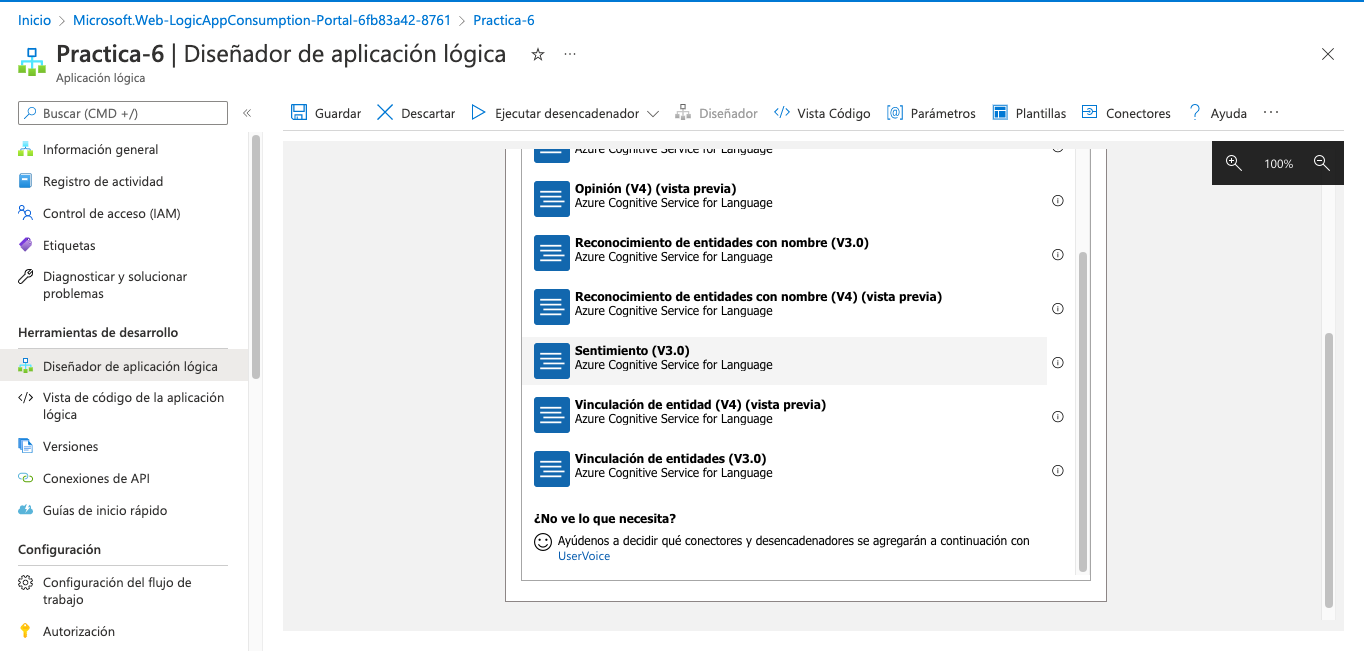 Inicio > Microsoft.Web-LogicAppConsumption-Portal-6fb83a42-8761 > Practica-6
Practica-6 | Diseñador de aplicación lógica
Aplicación lógica
Buscar (CMD +/)
Información general
Registro de actividad
Control de acceso (IAM)
Etiquetas
Diagnosticar y solucionar
problemas
Herramientas de desarrollo
Diseñador de aplicación lógica
Vista de código de la aplicación
lógica
Versiones
Conexiones de API
Guías de inicio rápido
Configuración
Configuración del flujo de
trabajo
Autorización
Guardar Descartar Ejecutar desencadenador Diseñador Vista Código Parámetros Plantillas Conectores Ayuda
100%
Azure Cognitive Service for Language
Opinión (V4) (vista previa)
Azure Cognitive Service for Language
Reconocimiento de entidades con nombre (V3.0)
Azure Cognitive Service for Language
Reconocimiento de entidades con nombre (V4) (vista previa)
Azure Cognitive Service for Language
Sentimiento (V3.0)
Azure Cognitive Service for Language
Vinculación de entidad (V4) (vista previa)
Azure Cognitive Service for Language
Vinculación de entidades (V3.0)
Azure Cognitive Service for Language
¿No ve lo que necesita?
Ayúdenos a decidir qué conectores y desencadenadores se agregarán a continuación con
UserVoice